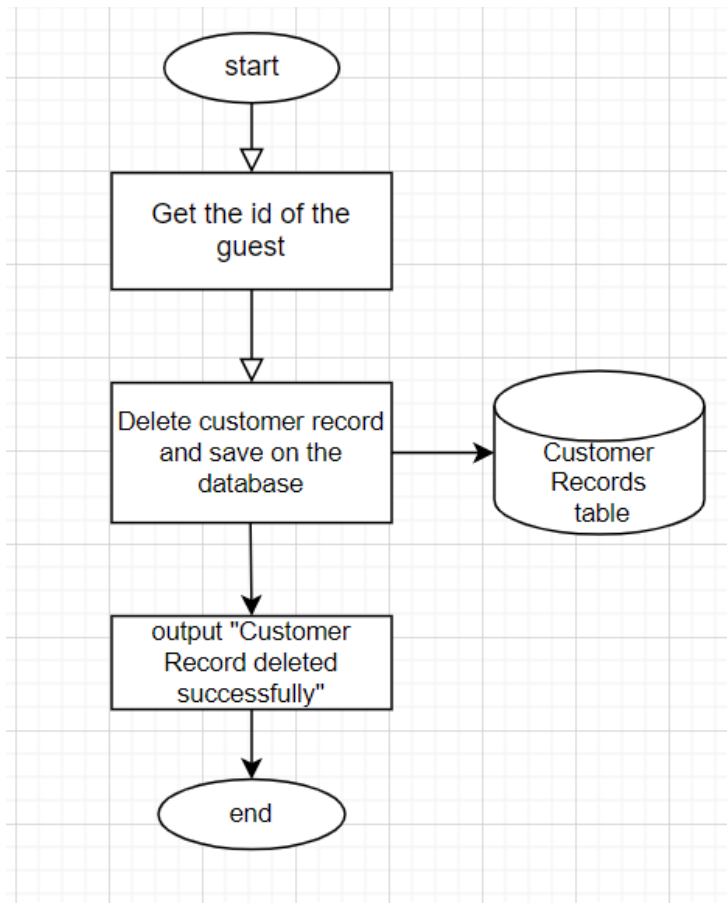 start
Get the id of the
guest
Delete customer record
and save on the
database
Customer
Records
table
output "Customer
Record deleted
successfully"
end